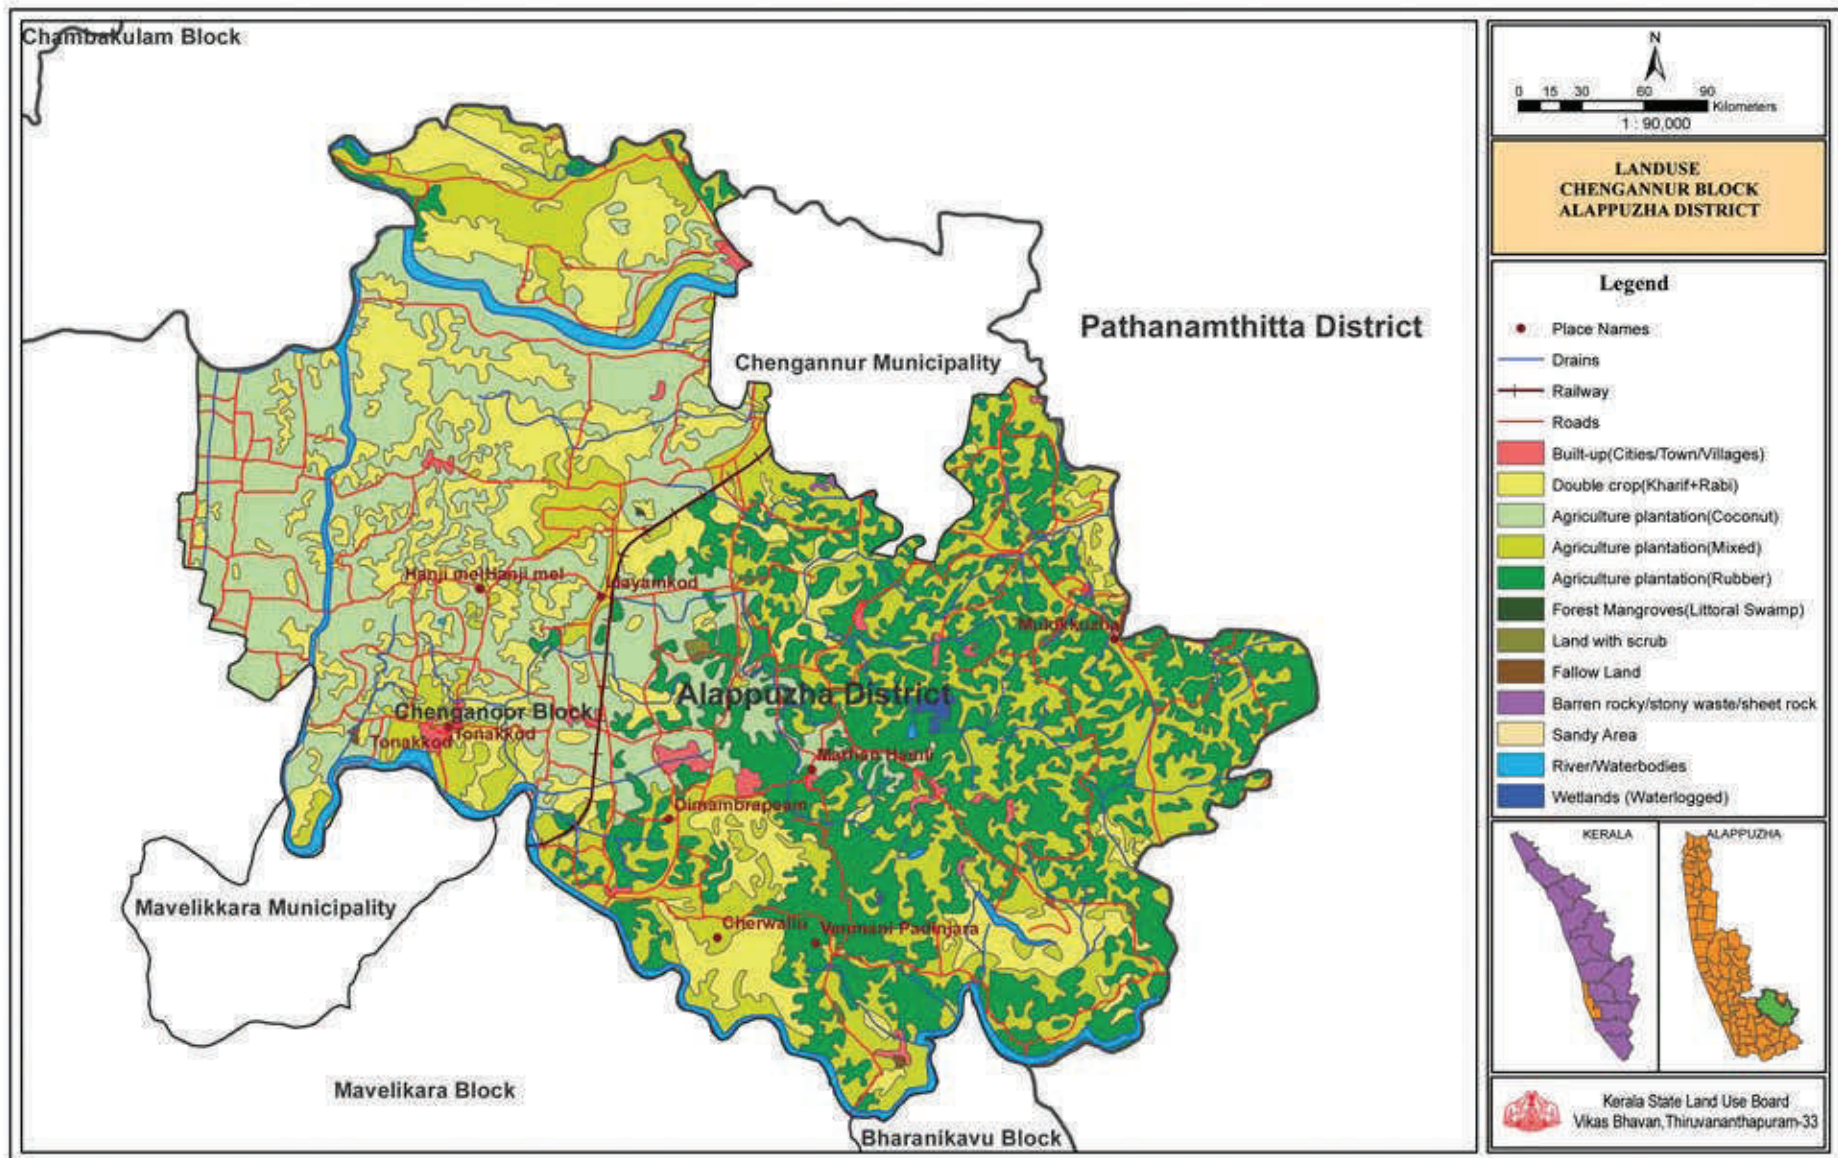 Chambakulam Block
Pathanamthitta District
Chengannur Municipality
Hanji mel Hanji mel
Idayamkod
Mulakkuzha
Alappuzha District
Chenganoor Block
Tonakkod Tonakkod
Dimambrapeam
Mavelikkara Municipality
Cherwallu
Venmani Padinjara
Mavelikara Block
Bharanikavu Block
N
0 15 30 60 90
Kilometers
1 : 90,000
LANDUSE
CHENGANNUR BLOCK
ALAPPUZHA DISTRICT
Legend
Place Names
Drains
Railway
Roads
Built-up(Cities/Town/Villages)
Double crop(Kharif+Rabi)
Agriculture plantation(Coconut)
Agriculture plantation(Mixed)
Agriculture plantation(Rubber)
Forest Mangroves(Littoral Swamp)
Land with scrub
Fallow Land
Barren rocky/stony waste/sheet rock
Sandy Area
River/Waterbodies
Wetlands (Waterlogged)
KERALA
ALAPPUZHA
Kerala State Land Use Board
Vikas Bhavan,Thiruvananthapuram-33